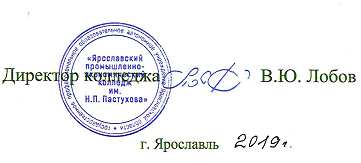 «Ярославский
промышленно-
экономический
колледж
им.
Н.П. Пастухова»
Директор колледжа В.Ю. Лобов
г. Ярославль 2019г.